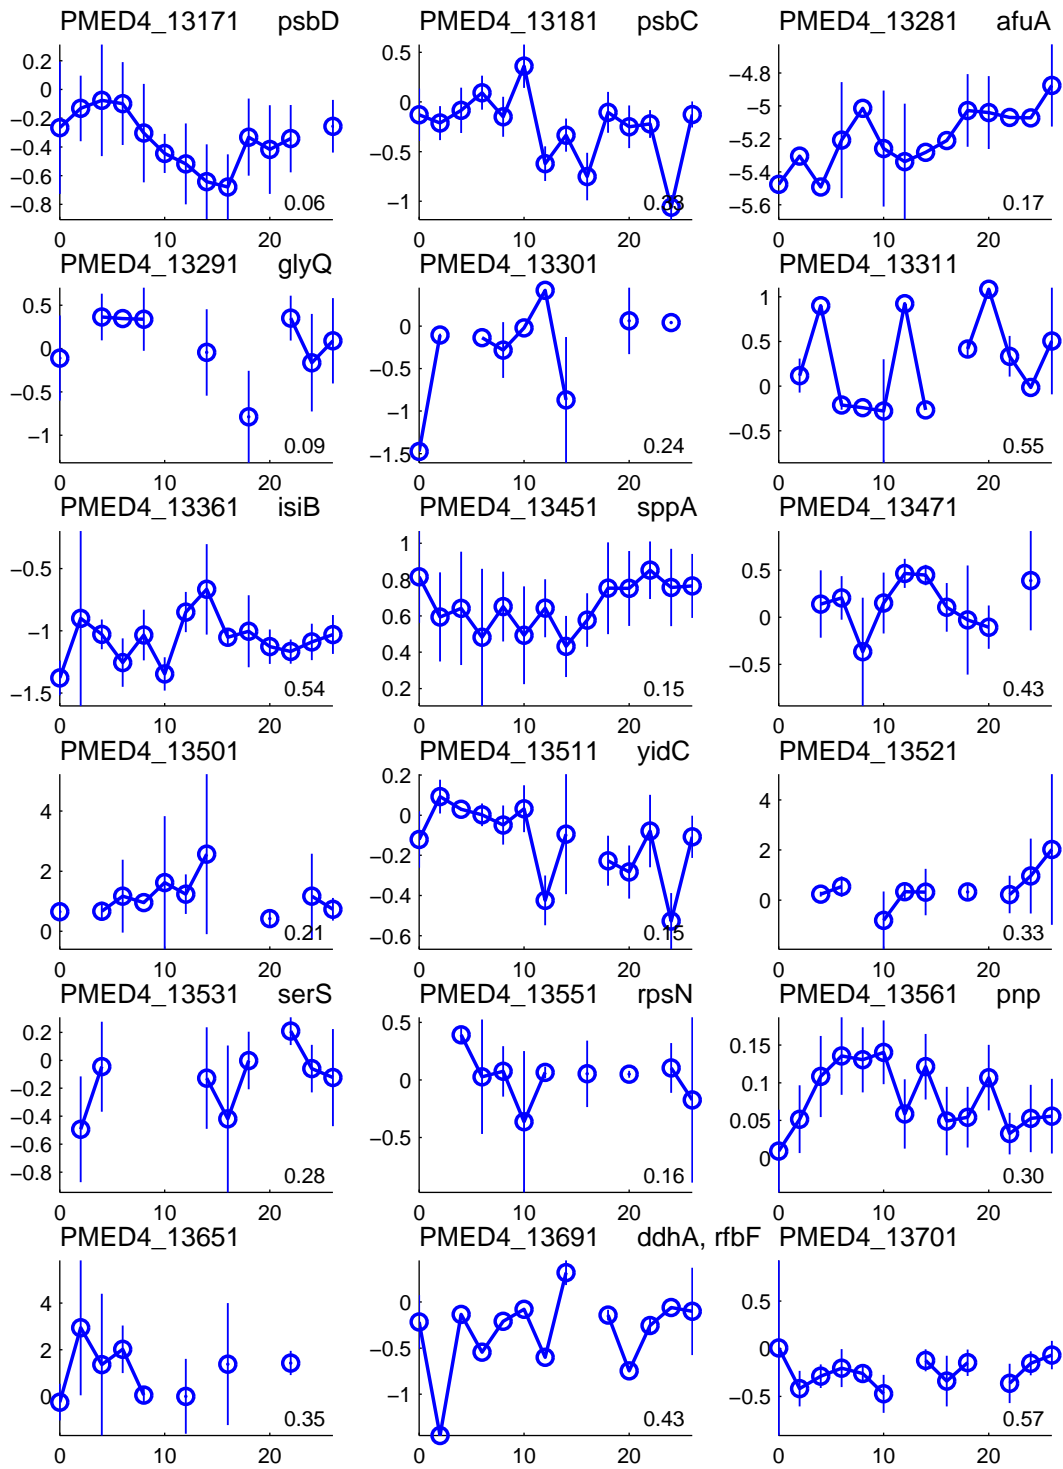 PMED4_13171 psbD PMED4_13181 psbC PMED4_13281 afuA
0.2 0 −0.2 −0.4 −0.6 −0.8 0.06 0 10 20
0.5 0 −0.5 −1 0.33 0 10 20
−4.8 −5 −5.2 −5.4 −5.6 0.17 0 10 20
PMED4_13291 glyQ PMED4_13301 PMED4_13311
0.5 0 −0.5 −1 0.09 0 20
0 −0.5 −1 −1.5 0.24 0 10 20
1 0.5 0 −0.5 0.55 0 10 20
PMED4_13361 isiB PMED4_13451 sppA PMED4_13471
−0.5 −1 −1.5 0.54 0 10 20
1 0.8 0.6 0.4 0.2 0.15 0 10 20
0.5 0 −0.5 0.43 0 20
PMED4_13501 PMED4_13511 yidC PMED4_13521
4 2 0 0.21 0 20
0.2 0 −0.2 −0.4 −0.6 0.15 0 10 20
4 2 0 0.33 0 10 20
PMED4_13531 serS PMED4_13551 rpsN PMED4_13561 pnp
0.2 0 −0.2 −0.4 −0.6 −0.8 0.28 0 20
0.5 0 −0.5 0.16 0 20
0.15 0.1 0.05 0 0.30 0 10 20
PMED4_13651 PMED4_13691 ddhA, rfbF PMED4_13701
4 2 0 0.35 0 10 20
0 −0.5 −1 0.43 0 10 20
0.5 0 −0.5 0.57 0 10 20